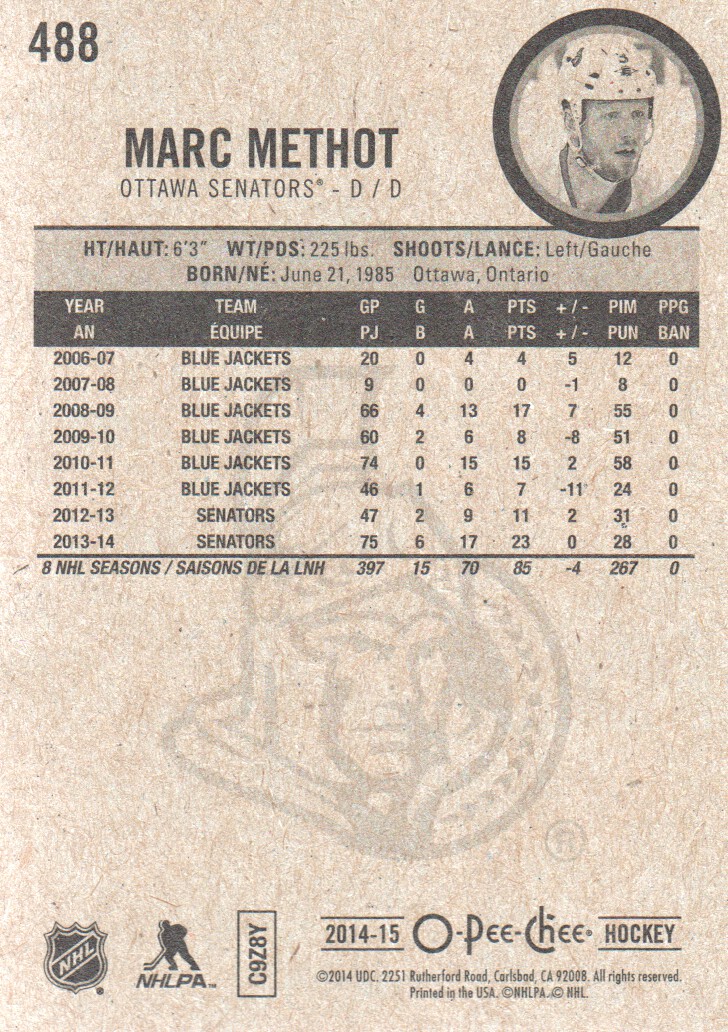 488
MARC METHOT
OTTAWA SENATORS® - D / D
HT/HAUT: 6'3" WT/PDS: 225 lbs. SHOOTS/LANCE: Left/Gauche
BORN/NÉ: June 21, 1985 Ottawa, Ontario
YEAR TEAM GP G A PTS +/- PIM PPG
AN ÉQUIPE PJ B A PTS +/- PUN BAN
2006-07 BLUE JACKETS 20 0 4 4 5 12 0
2007-08 BLUE JACKETS 9 0 0 0 -1 8 0
2008-09 BLUE JACKETS 66 4 13 17 7 55 0
2009-10 BLUE JACKETS 60 2 6 8 -8 51 0
2010-11 BLUE JACKETS 74 0 15 15 2 58 0
2011-12 BLUE JACKETS 46 1 6 7 -11 24 0
2012-13 SENATORS 47 2 9 11 2 31 0
2013-14 SENATORS 75 6 17 23 0 28 0
8 NHL SEASONS / SAISONS DE LA LNH 397 15 70 85 -4 267 0
®
NHL
NHLPA™
C9Z8Y
2014-15 O-Pee-Chee® HOCKEY
©2014 UDC. 2251 Rutherford Road, Carlsbad, CA 92008. All rights reserved.
Printed in the USA. ©NHLPA. © NHL.